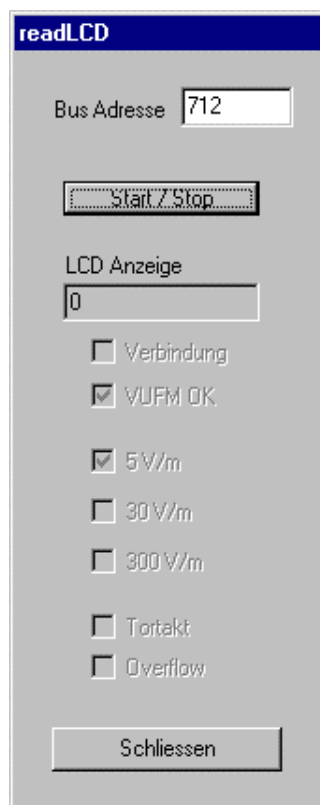 readLCD
Bus Adresse 712
Start / Stop
LCD Anzeige
0
Verbindung
VUFM OK
5 V/m
30 V/m
300 V/m
Tortakt
Overflow
Schliessen